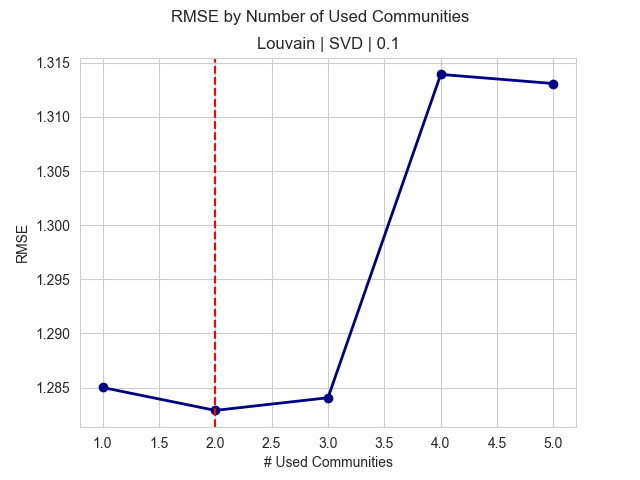 RMSE by Number of Used Communities
Louvain | SVD | 0.1
1.315
1.310
1.305
1.300
1.295
1.290
1.285
RMSE
1.0 1.5 2.0 2.5 3.0 3.5 4.0 4.5 5.0
# Used Communities